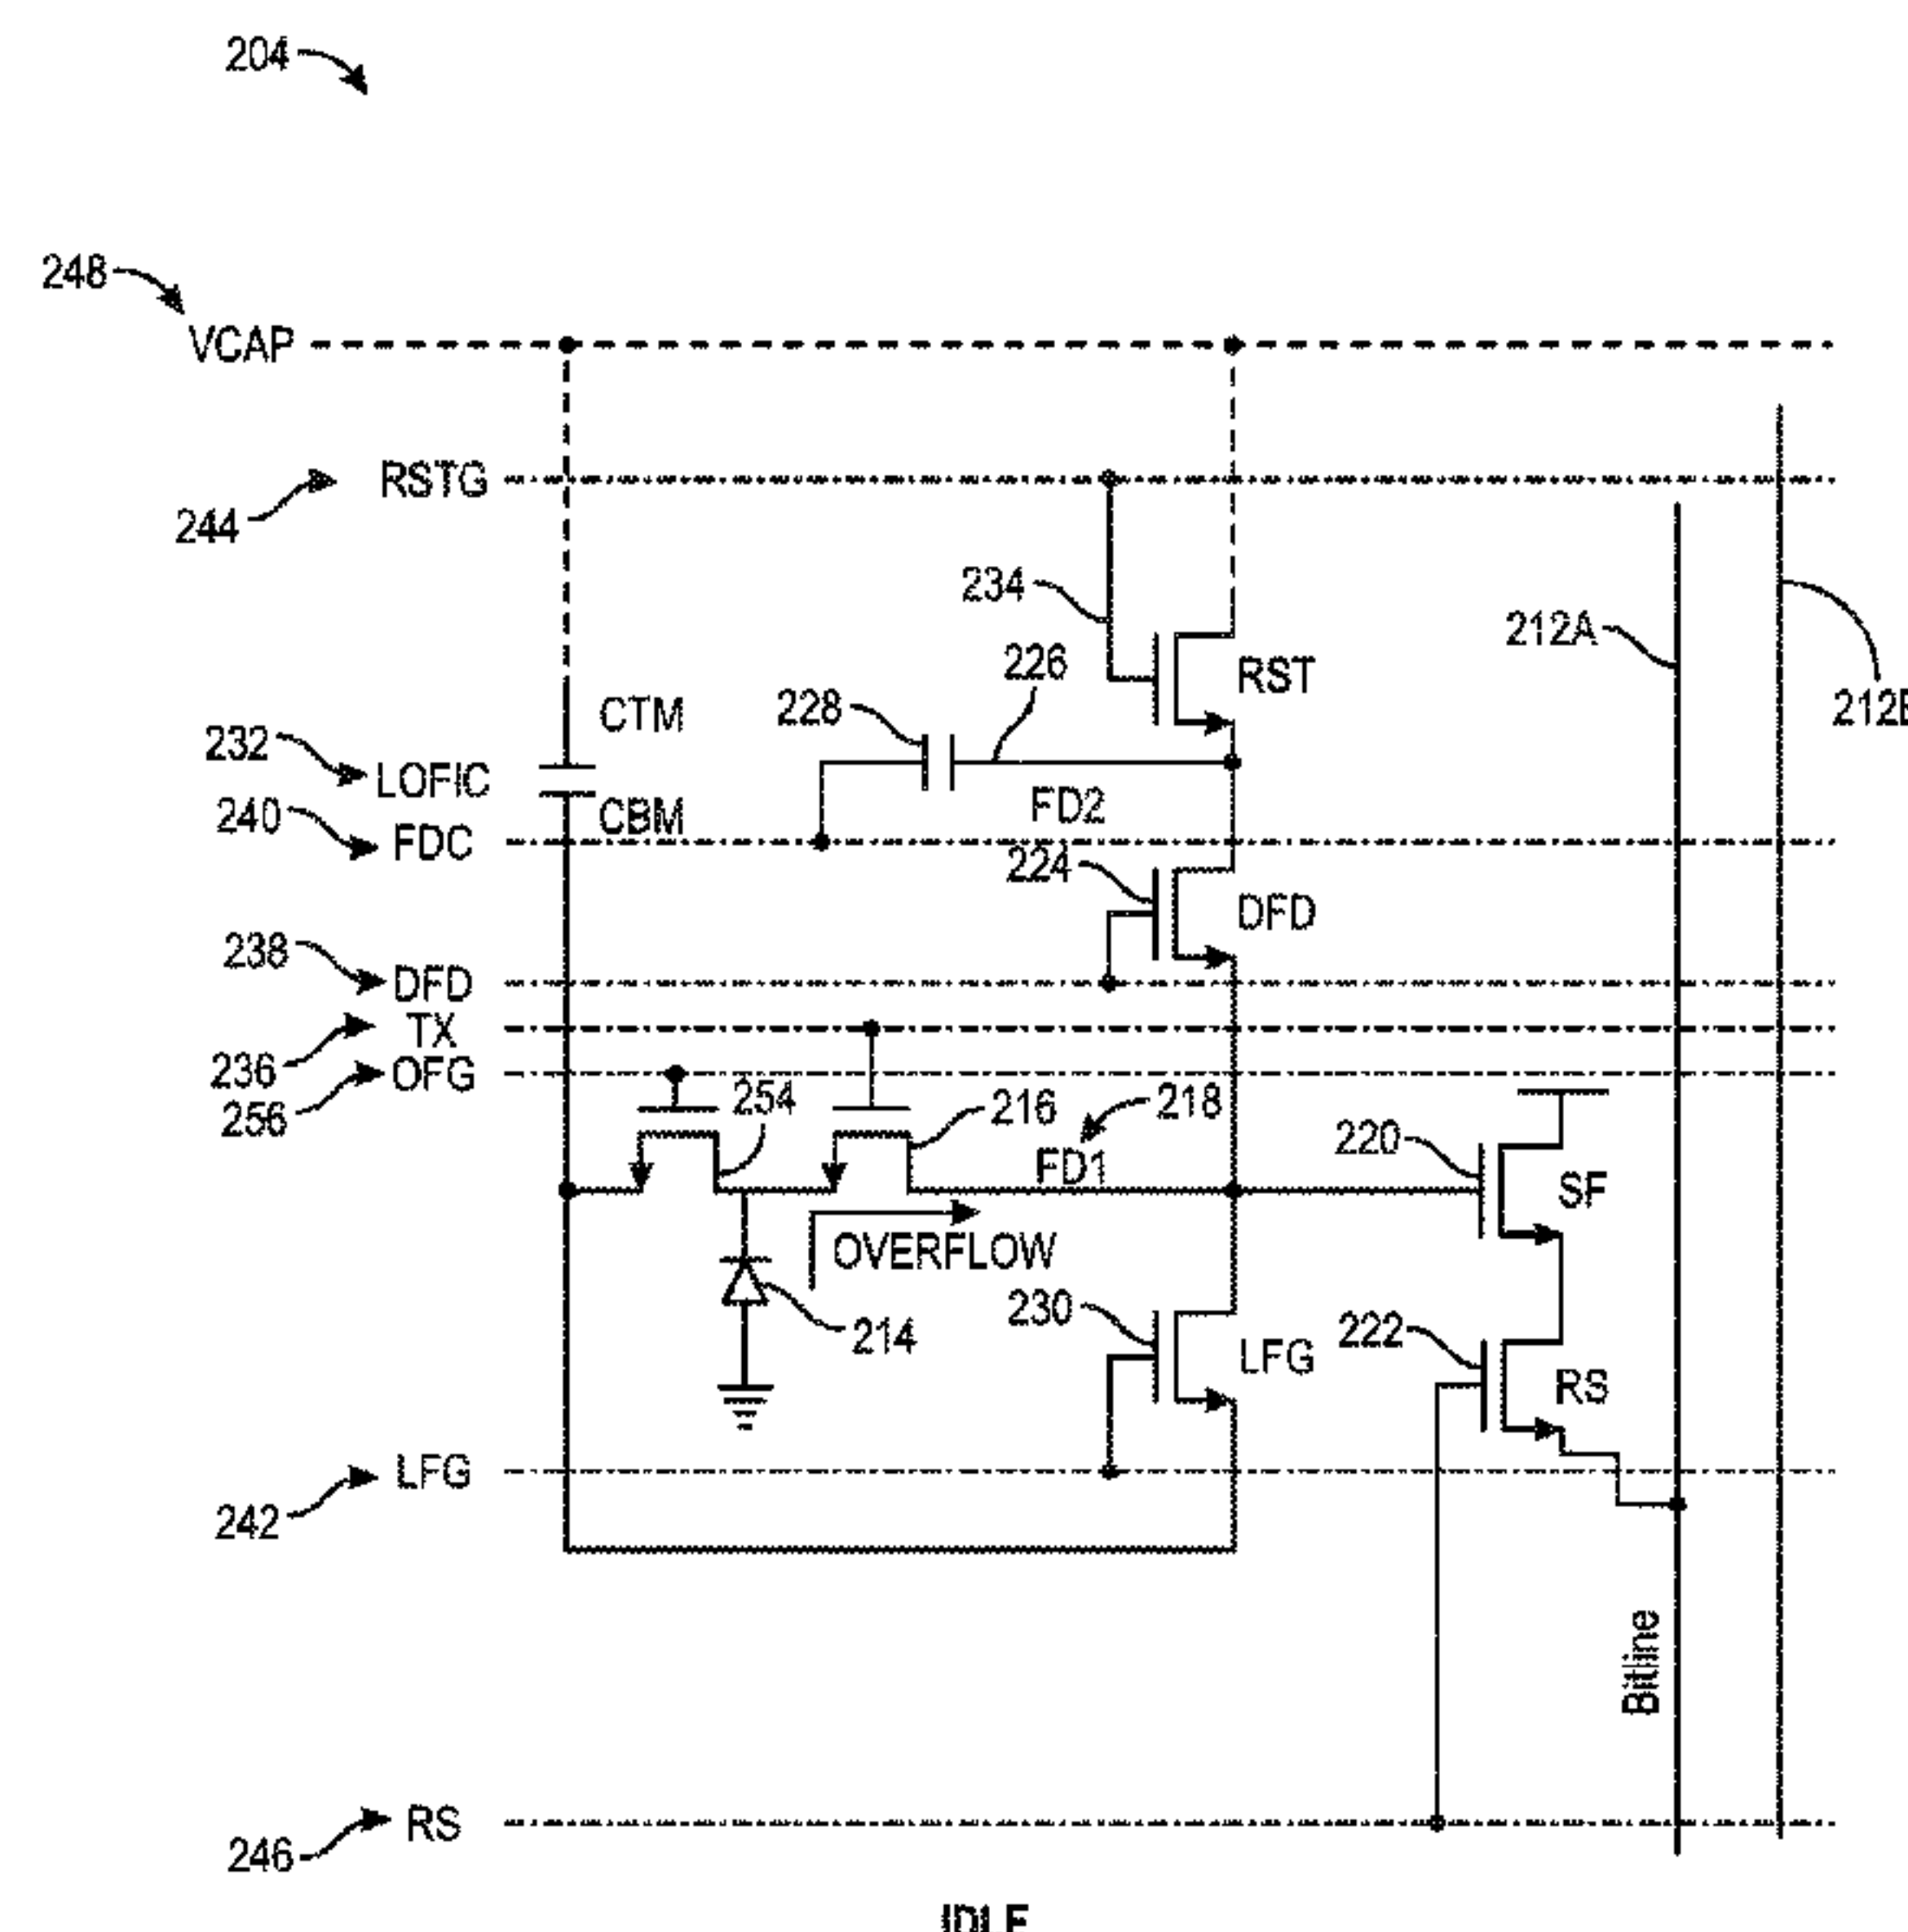 204
248
VCAP
RSTG
244
234
212A
RST
226
228
212B
CTM
232
LOFIC
CBM
FD2
240
FDC
224
DFD
238
DFD
TX
236
OFG
254
216
218
256
FD1
220
SF
OVERFLOW
230
214
LFG
222
RS
LFG
242
Bitline
RS
246
IDLE